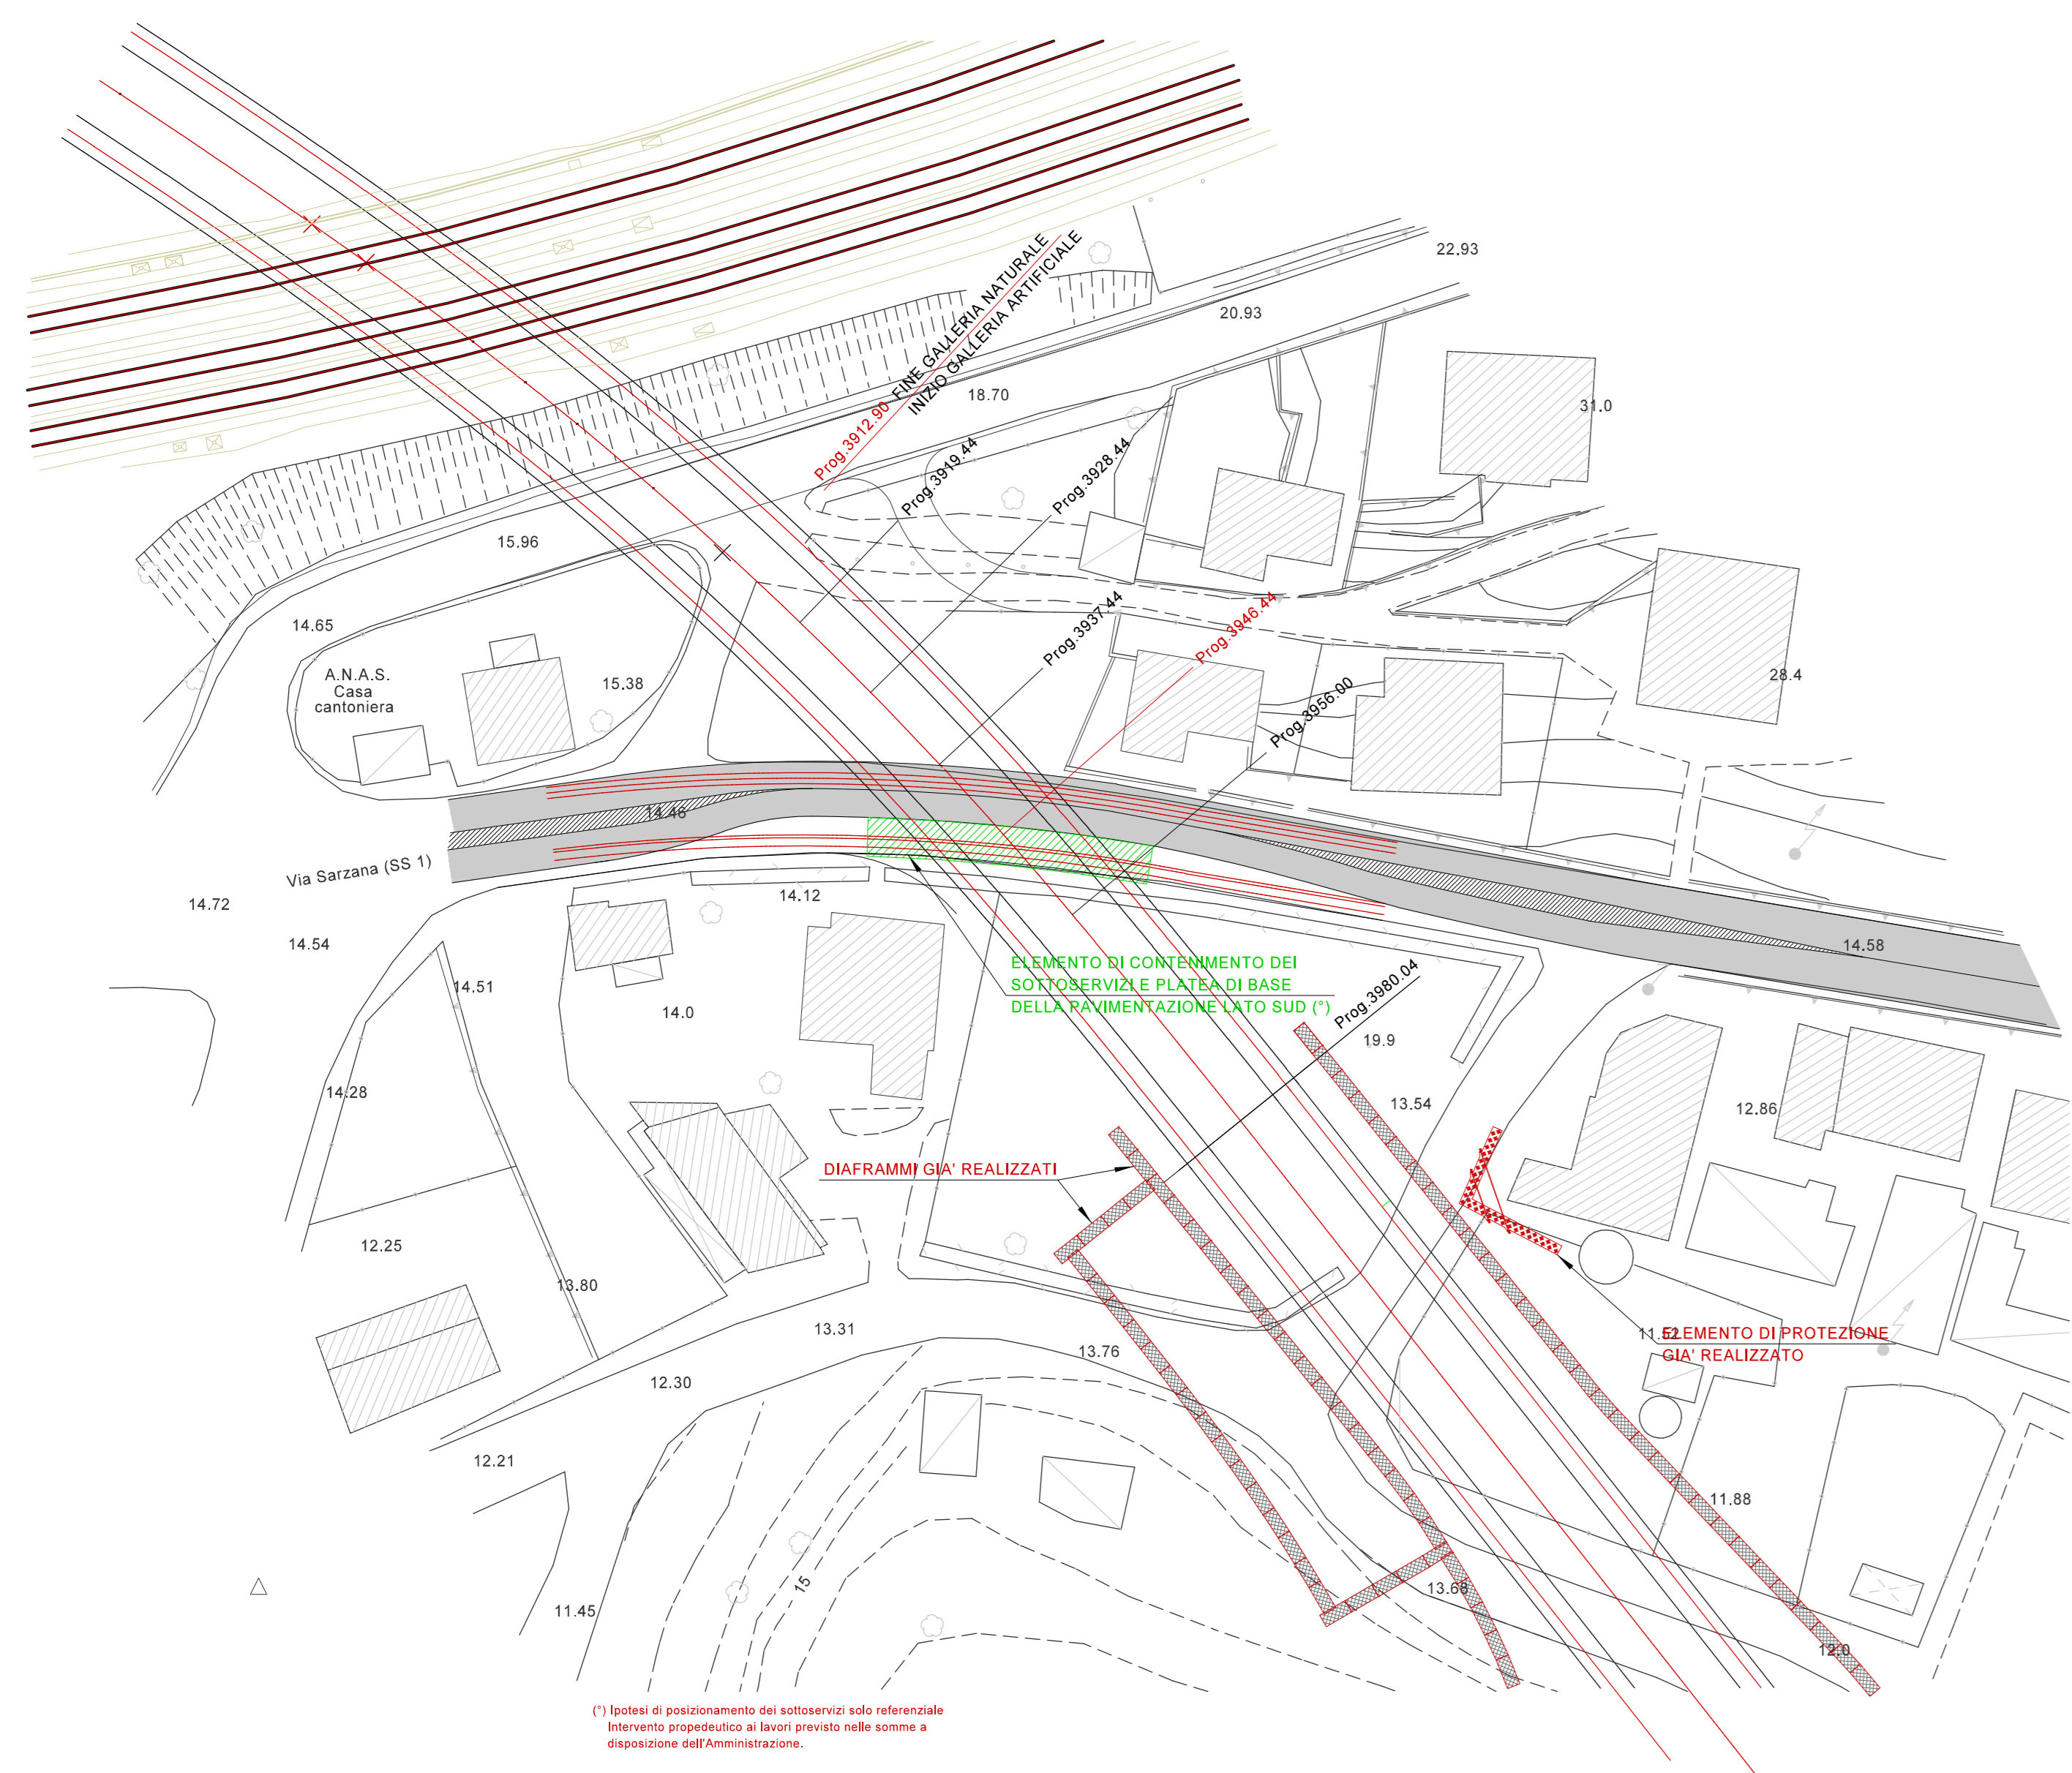 22.93
20.93
FINE GALLERIA NATURALE
INIZIO GALLERIA ARTIFICIALE
18.70
31.0
Prog.3912.90
Prog.3919.44
Prog.3928.44
15.96
14.65
Prog.3937.44
Prog.3946.44
A.N.A.S.
Casa
cantoniera
15.38
28.4
Prog.3956.00
14.46
Via Sarzana (SS 1)
14.72
14.12
14.54
14.58
ELEMENTO DI CONTENIMENTO DEI
SOTTOSERVIZI E PLATEA DI BASE
DELLA PAVIMENTAZIONE LATO SUD (°)
14.51
14.0
Prog.3980.04
19.9
14.28
13.54
12.86
DIAFRAMMI GIA' REALIZZATI
12.25
13.80
13.31
13.76
11.52
ELEMENTO DI PROTEZIONE
GIA' REALIZZATO
12.30
12.21
11.88
15
13.68
11.45
12.0
(°) Ipotesi di posizionamento dei sottoservizi solo referenziale
Intervento propedeutico ai lavori previsto nelle somme a
disposizione dell'Amministrazione.